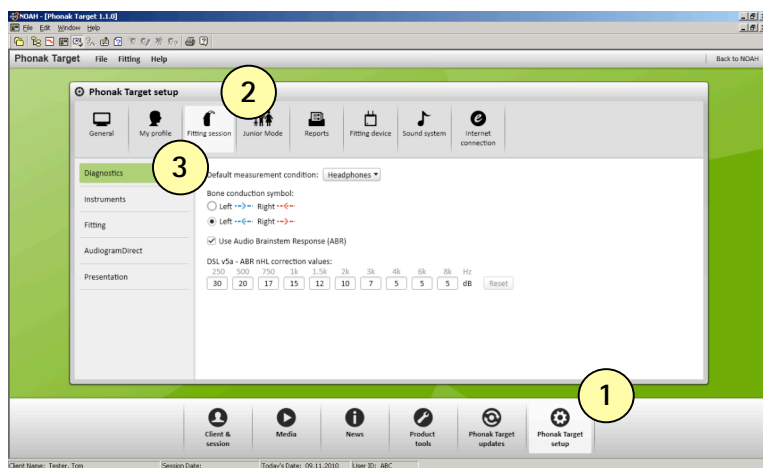 NOAH - [Phonak Target 1.1.0]
File Edit Window Help
Phonak Target File Fitting Help Back to NOAH
Phonak Target setup
2
General My profile Fitting session Junior Mode Reports Fitting device Sound system Internet connection
3
Diagnostics
Instruments
Fitting
AudiogramDirect
Presentation
Default measurement condition: Headphones
Bone conduction symbol:
Left Right
Left Right
Use Audio Brainstem Response (ABR)
DSL v5a - ABR nHL correction values:
250 500 750 1k 1.5k 2k 3k 4k 6k 8k Hz
30 20 17 15 12 10 7 5 5 5 dB Reset
1
Client & session Media News Product tools Phonak Target updates Phonak Target setup
Client Name: Tester, Tom Session Date: Today's Date: 09.11.2010 User ID: ABC